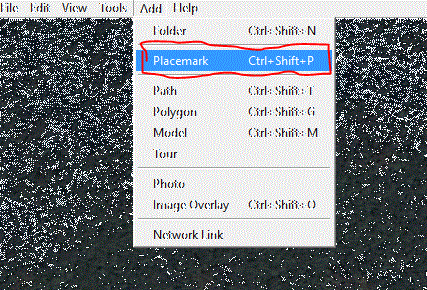 File Edit View Tools Add Help
Folder Ctrl+Shift+N
Placemark Ctrl+Shift+P
Path Ctrl+Shift+T
Polygon Ctrl+Shift+G
Model Ctrl+Shift+M
Tour
Photo
Image Overlay Ctrl+Shift+O
Network Link